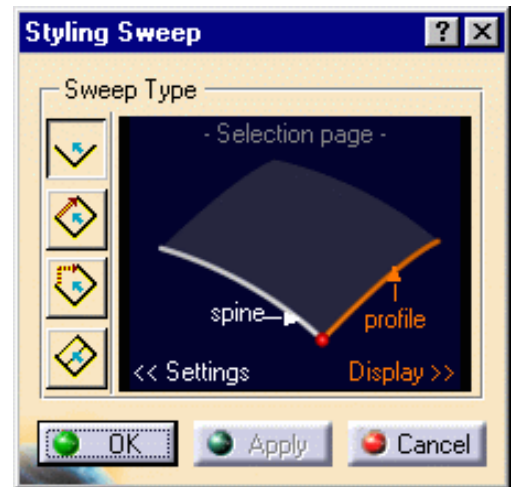 Styling Sweep
Sweep Type
- Selection page -
spine
profile
<< Settings
Display >>
OK
Apply
Cancel